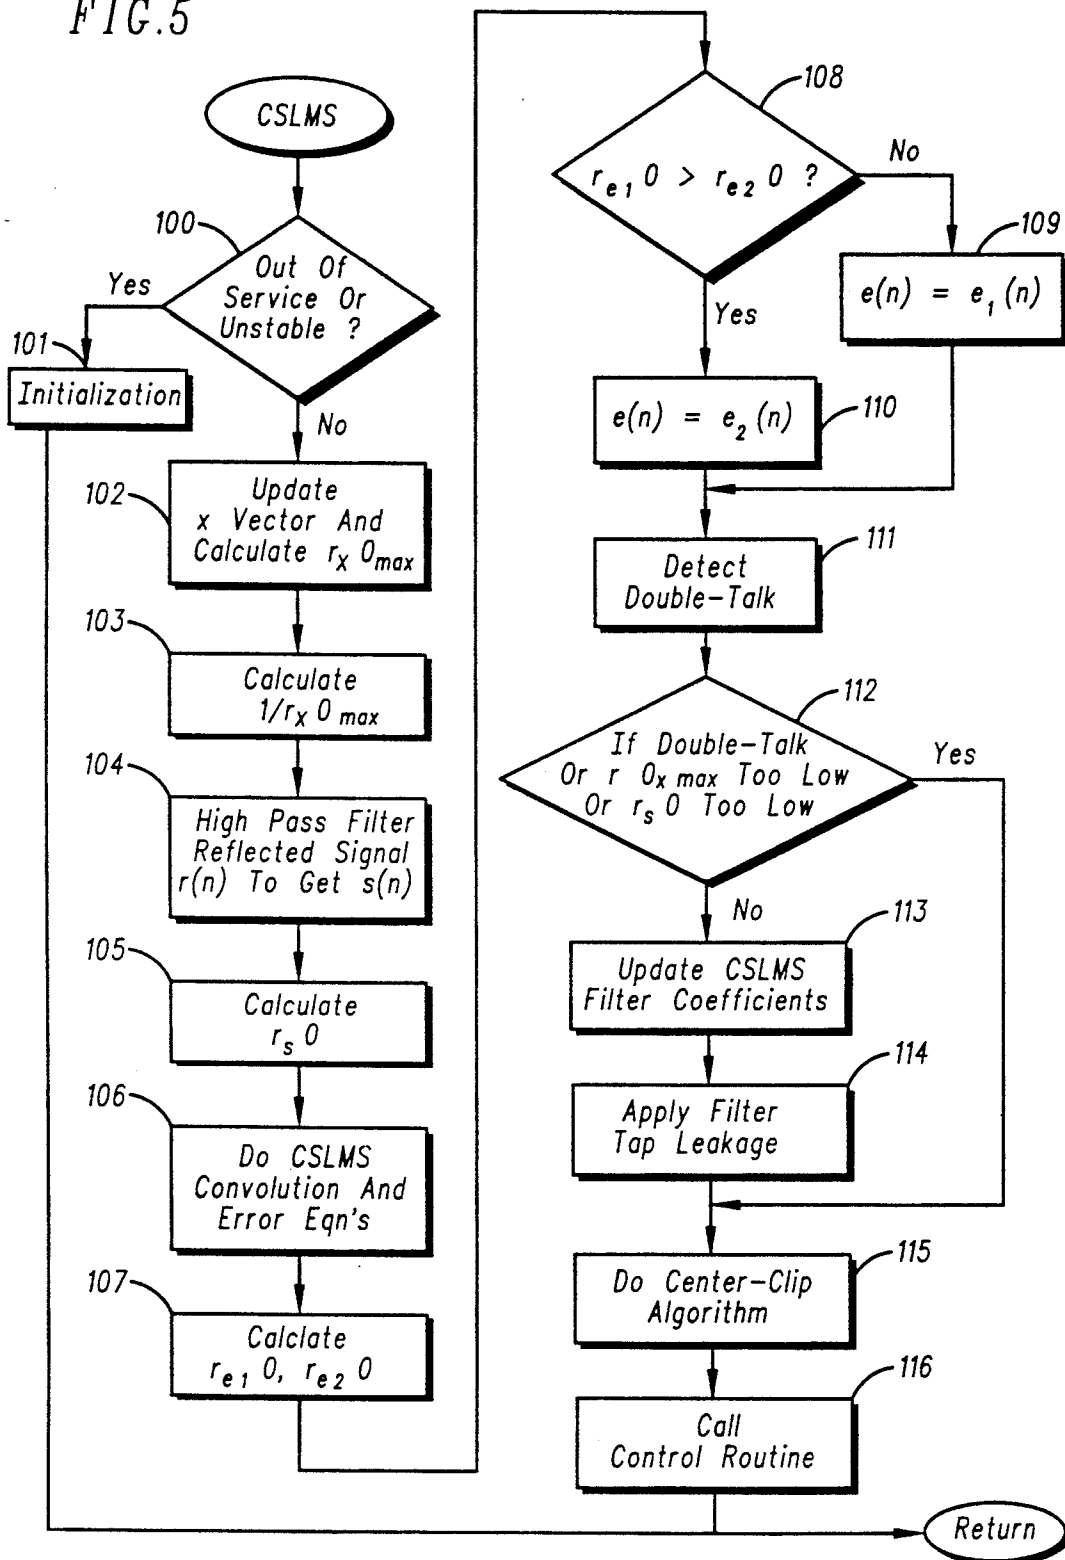 FIG.5
CSLMS
100
Out Of
Service Or
Unstable ?
Yes
No
101
Initialization
102
Update
x Vector And
Calculate r_x 0_max
103
Calculate
1/r_x 0_max
104
High Pass Filter
Reflected Signal
r(n) To Get s(n)
105
Calculate
r_s 0
106
Do CSLMS
Convolution And
Error Eqn's
107
Calclate
r_e1 0, r_e2 0
108
r_e1 0 > r_e2 0 ?
No
Yes
109
e(n) = e_1(n)
110
e(n) = e_2(n)
111
Detect
Double-Talk
112
If Double-Talk
Or r 0_x max Too Low
Or r_s 0 Too Low
Yes
No
113
Update CSLMS
Filter Coefficients
114
Apply Filter
Tap Leakage
115
Do Center-Clip
Algorithm
116
Call
Control Routine
Return